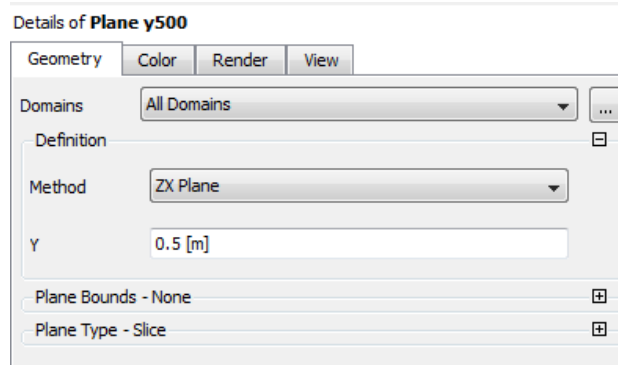 Details of Plane y500
Geometry Color Render View
Domains All Domains ...
Definition
Method ZX Plane
Y 0.5 [m]
Plane Bounds - None
Plane Type - Slice